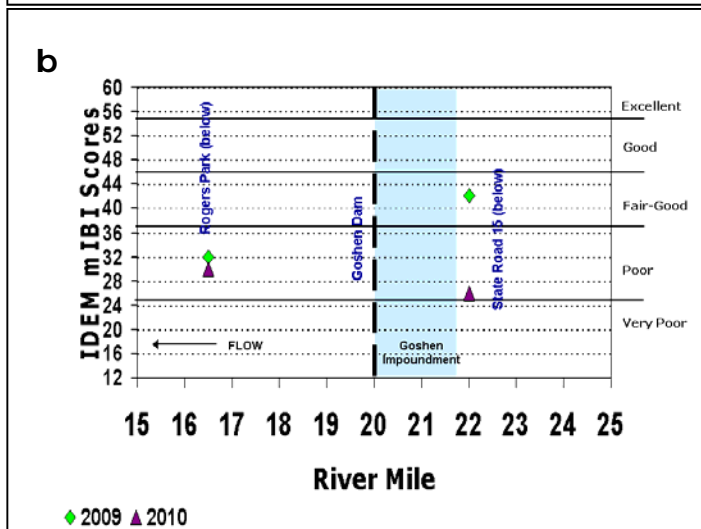 b
IDEM mIBI Scores
60
56
52
48
44
40
36
32
28
24
20
16
12
Rogers Park (below)
Goshen Dam
State Road 15 (below)
Excellent
Good
Fair-Good
Poor
Very Poor
FLOW
Goshen
Impoundment
15 16 17 18 19 20 21 22 23 24 25
River Mile
2009 2010